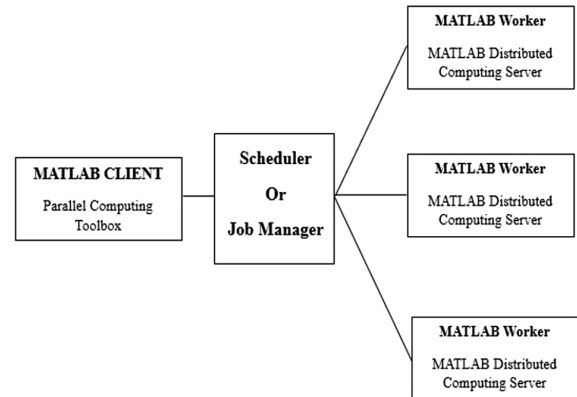 MATLAB CLIENT
Parallel Computing
Toolbox
Scheduler
Or
Job Manager
MATLAB Worker
MATLAB Distributed
Computing Server
MATLAB Worker
MATLAB Distributed
Computing Server
MATLAB Worker
MATLAB Distributed
Computing Server